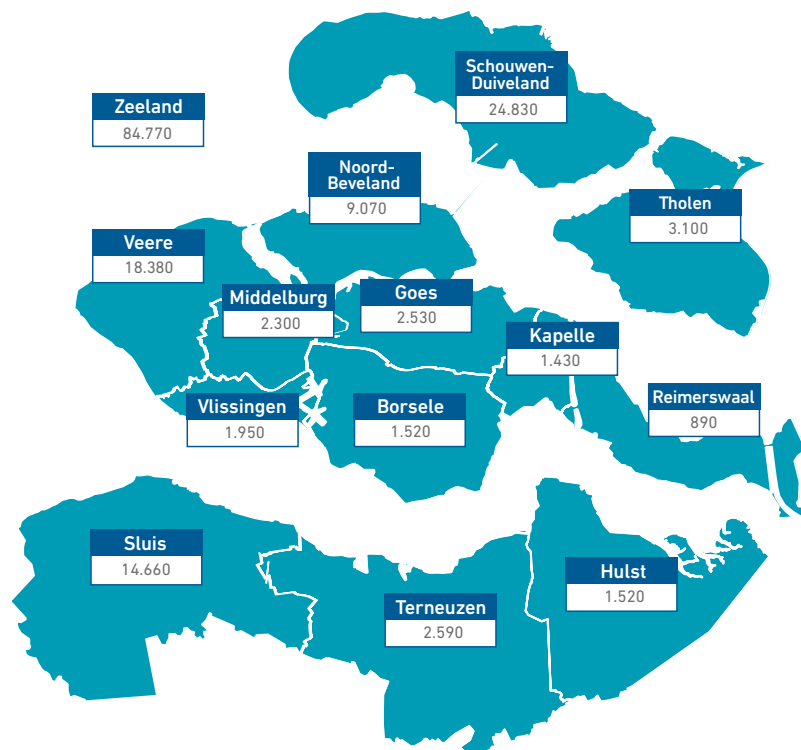 Schouwen-
Duiveland
24.830
Zeeland
84.770
Noord-
Beveland
9.070
Tholen
3.100
Veere
18.380
Middelburg
2.300
Goes
2.530
Kapelle
1.430
Vlissingen
1.950
Borsele
1.520
Reimerswaal
890
Sluis
14.660
Terneuzen
2.590
Hulst
1.520